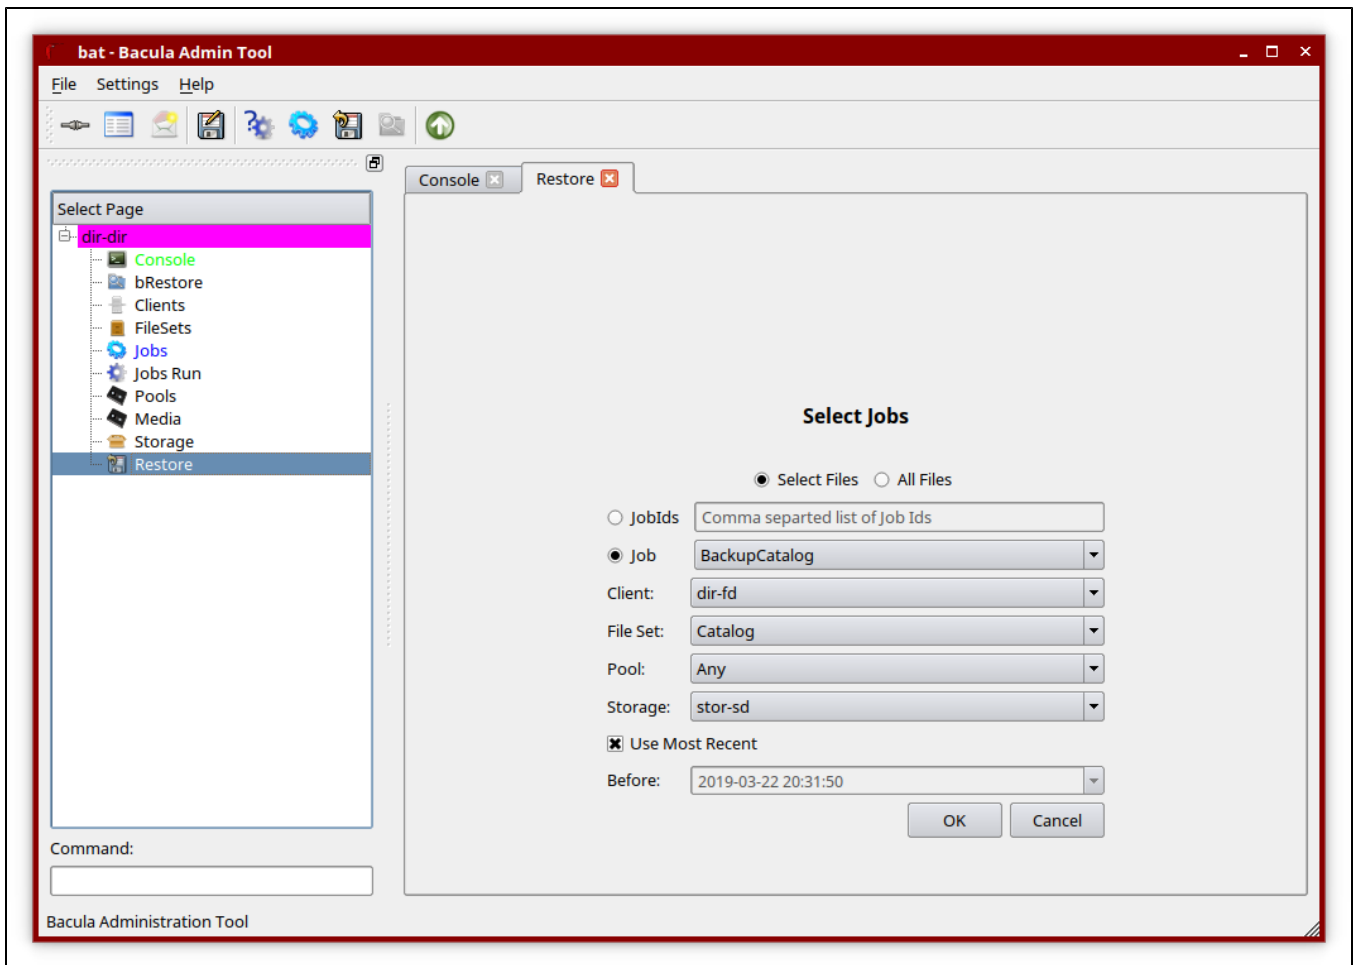 bat - Bacula Admin Tool
File Settings Help
Console
Restore
Select Page
dir-dir
Console
bRestore
Clients
FileSets
Jobs
Jobs Run
Pools
Media
Storage
Restore
Select Jobs
Select Files All Files
JobIds Comma separted list of Job Ids
Job BackupCatalog
Client: dir-fd
File Set: Catalog
Pool: Any
Storage: stor-sd
Use Most Recent
Before: 2019-03-22 20:31:50
OK Cancel
Command:
Bacula Administration Tool